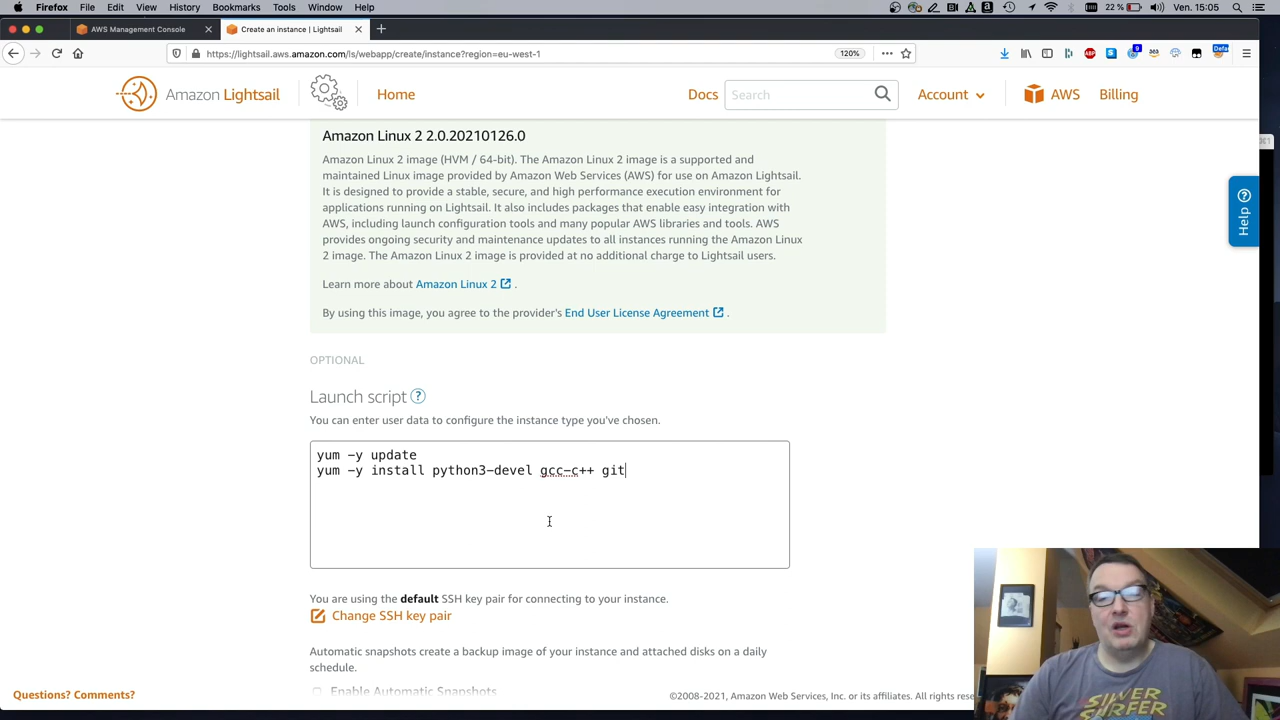 Firefox File Edit View History Bookmarks Tools Window Help
22 % Ven. 15:05
AWS Management Console
Create an instance | Lightsail
https://lightsail.aws.amazon.com/ls/webapp/create/instance?region=eu-west-1
120%
Amazon Lightsail
Home
Docs
Search
Account
AWS
Billing
Help
Amazon Linux 2 2.0.20210126.0
Amazon Linux 2 image (HVM / 64-bit). The Amazon Linux 2 image is a supported and
maintained Linux image provided by Amazon Web Services (AWS) for use on Amazon Lightsail.
It is designed to provide a stable, secure, and high performance execution environment for
applications running on Lightsail. It also includes packages that enable easy integration with
AWS, including launch configuration tools and many popular AWS libraries and tools. AWS
provides ongoing security and maintenance updates to all instances running the Amazon Linux
2 image. The Amazon Linux 2 image is provided at no additional charge to Lightsail users.
Learn more about Amazon Linux 2 .
By using this image, you agree to the provider's End User License Agreement .
OPTIONAL
Launch script ?
You can enter user data to configure the instance type you've chosen.
yum -y update
yum -y install python3-devel gcc-c++ git
You are using the default SSH key pair for connecting to your instance.
Change SSH key pair
Automatic snapshots create a backup image of your instance and attached disks on a daily
schedule.
Enable Automatic Snapshots
Questions? Comments?
©2008-2021, Amazon Web Services, Inc. or its affiliates. All rights rese
SILVER
SURFER